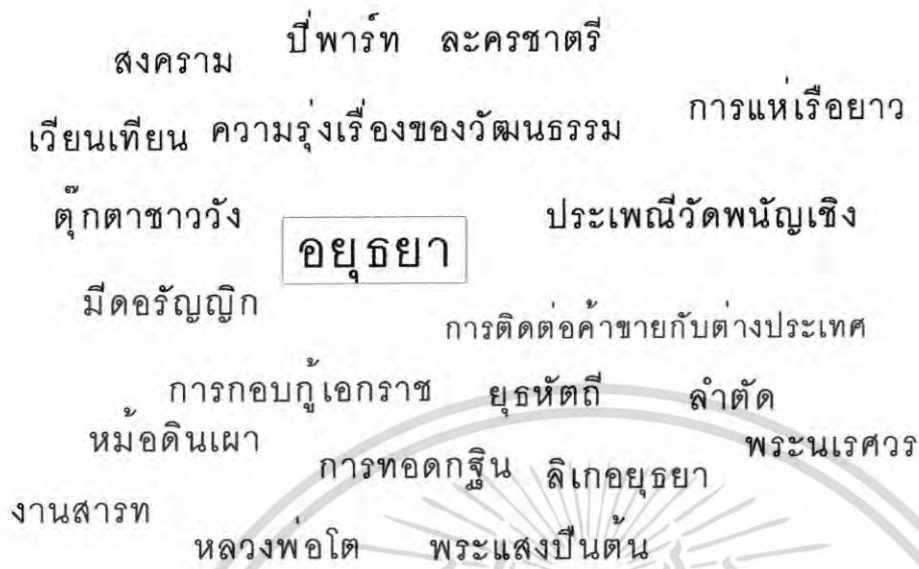 ปี่พาร์ท ละครชาตรี
สงคราม
การแห่เรือยาว
เวียนเทียน ความรุ่งเรื่องของวัฒนธรรม
ตุ๊กตาชาววัง ประเพณีวัดพนัญเชิง
อยุธยา
มีดอรัญญิก
การติดต่อค้าขายกับต่างประเทศ
การกอบกู้เอกราช ยุธหัตถี ลำตัด
หม้อดินเผา พระนเรศวร
การทอดกฐิน ลิเกอยุธยา
งานสารท
หลวงพ่อโต พระแสงปืนต้น